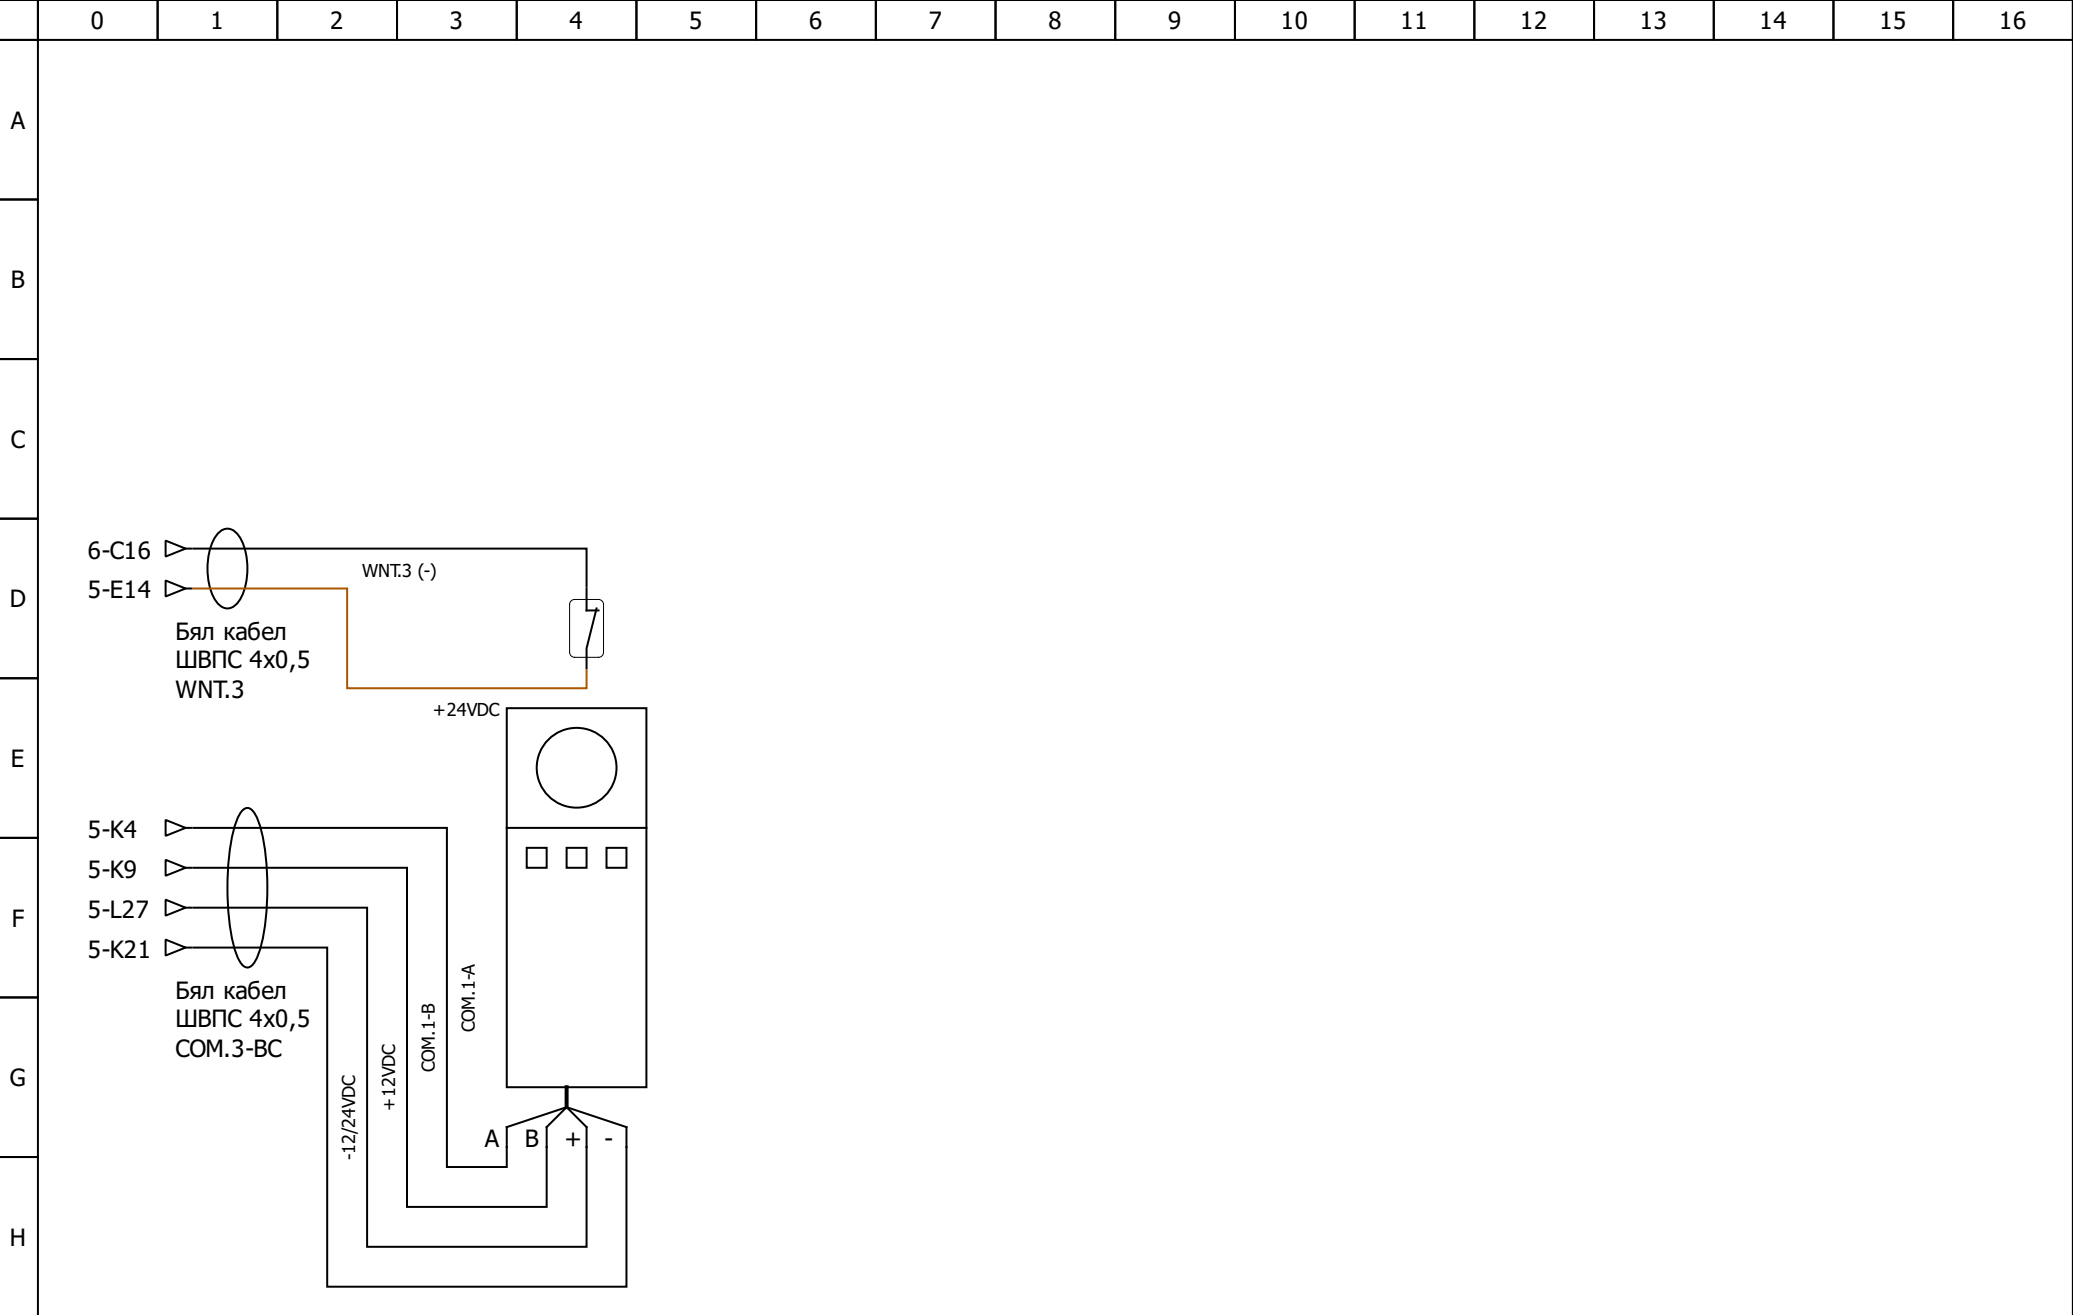 0 1 2 3 4 5 6 7 8 9 10 11 12 13 14 15 16
A
B
C
D
E
F
G
H
6-C16
WNT.3 (-)
5-E14
Бял кабел
ШВПС 4x0,5
WNT.3
+24VDC
5-K4
5-K9
5-L27
5-K21
Бял кабел
ШВПС 4x0,5
COM.3-BC
-12/24VDC
+12VDC
COM.1-B
COM.1-A
A B + -